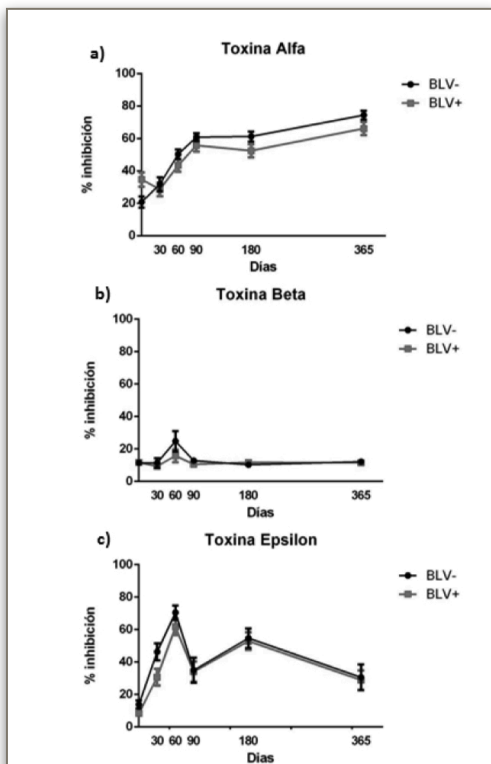 a)
Toxina Alfa
100
80
60
40
20
0
% inhibición
30 60 90 180 365
Días
BLV-
BLV+
b)
Toxina Beta
100
80
60
40
20
0
% inhibición
30 60 90 180 365
Días
BLV-
BLV+
c)
Toxina Epsilon
100
80
60
40
20
0
% inhibición
30 60 90 180 365
Días
BLV-
BLV+